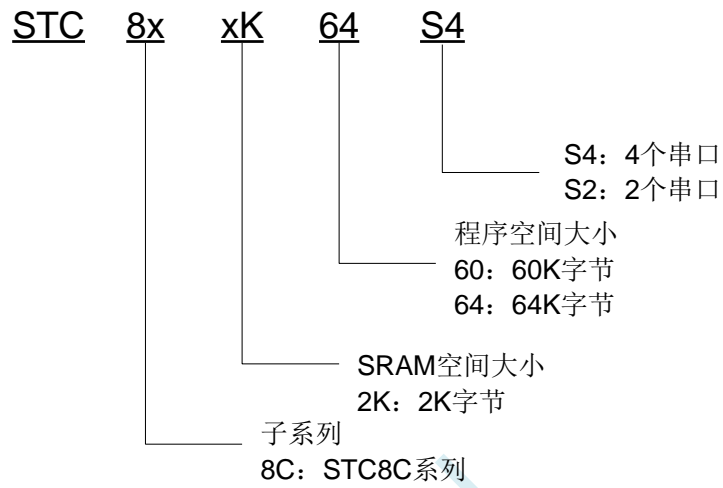 STC 8x xK 64 S4
S4：4个串口
S2：2个串口
程序空间大小
60：60K字节
64：64K字节
SRAM空间大小
2K：2K字节
子系列
8C：STC8C系列